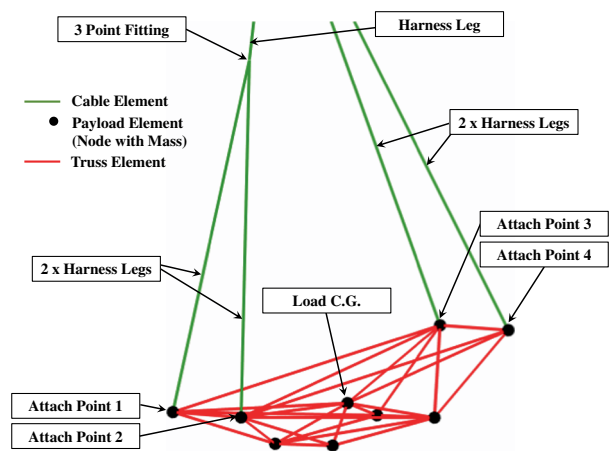 3 Point Fitting
Harness Leg
Cable Element
Payload Element
(Node with Mass)
Truss Element
2 x Harness Legs
Attach Point 3
Attach Point 4
2 x Harness Legs
Load C.G.
Attach Point 1
Attach Point 2